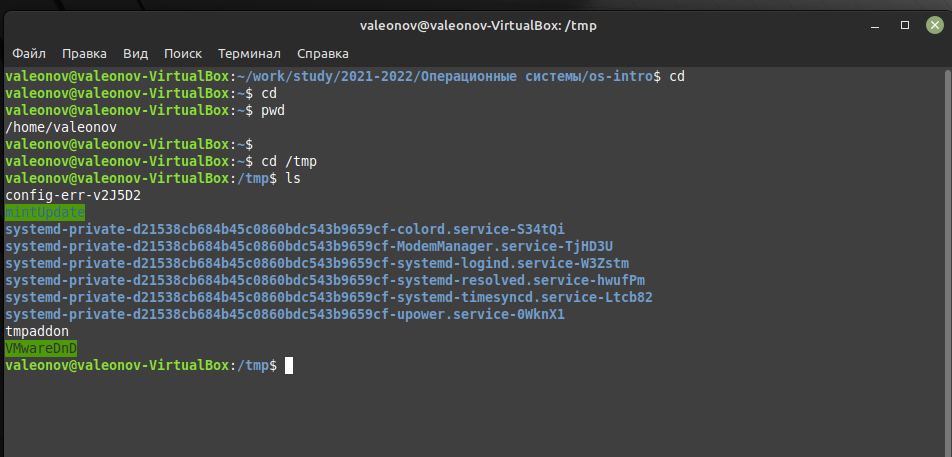 valeonov@valeonov-VirtualBox: /tmp
Файл Правка Вид Поиск Терминал Справка
valeonov@valeonov-VirtualBox:~/work/study/2021-2022/Операционные системы/os-intro$ cd
valeonov@valeonov-VirtualBox:~$ cd
valeonov@valeonov-VirtualBox:~$ pwd
/home/valeonov
valeonov@valeonov-VirtualBox:~$
valeonov@valeonov-VirtualBox:~$ cd /tmp
valeonov@valeonov-VirtualBox:/tmp$ ls
config-err-v2J5D2
mintUpdate
systemd-private-d21538cb684b45c0860bdc543b9659cf-colord.service-S34tQi
systemd-private-d21538cb684b45c0860bdc543b9659cf-ModemManager.service-TjHD3U
systemd-private-d21538cb684b45c0860bdc543b9659cf-systemd-logind.service-W3Zstm
systemd-private-d21538cb684b45c0860bdc543b9659cf-systemd-resolved.service-hwufPm
systemd-private-d21538cb684b45c0860bdc543b9659cf-systemd-timesyncd.service-Ltcb82
systemd-private-d21538cb684b45c0860bdc543b9659cf-upower.service-0WknX1
tmpaddon
VMwareDnD
valeonov@valeonov-VirtualBox:/tmp$